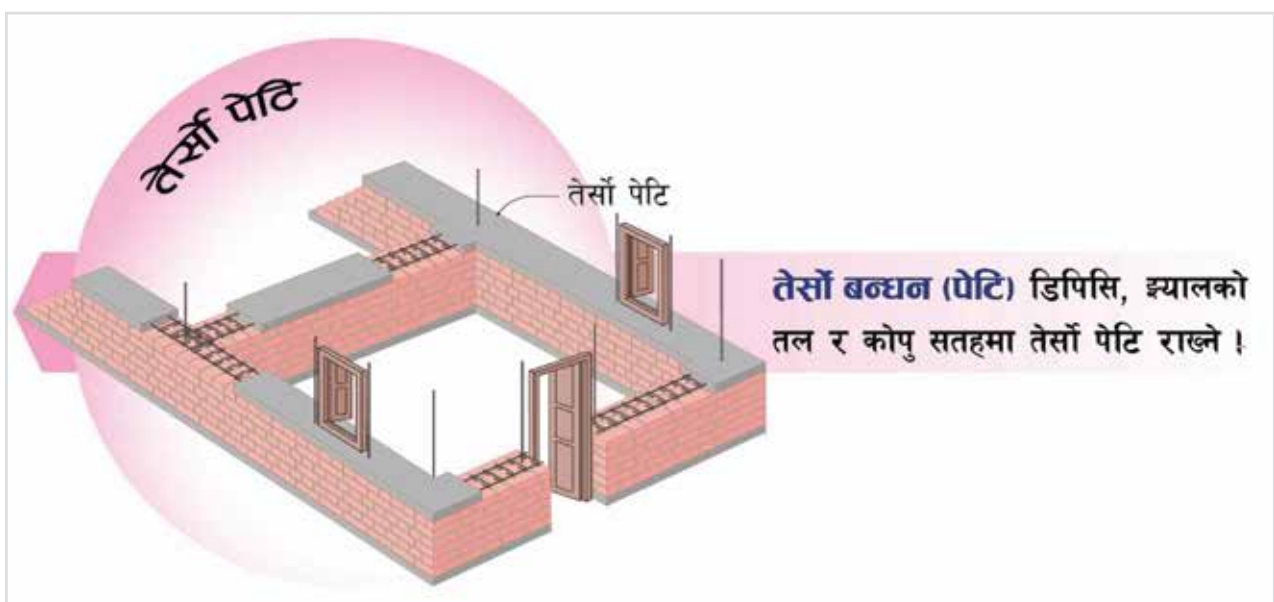 तेर्सो पेटि
तेर्सो पेटि
तेर्सो बन्धन (पेटि) डिपिसि, झ्यालको
तल र कोपु सतहमा तेर्सो पेटि राख्ने !